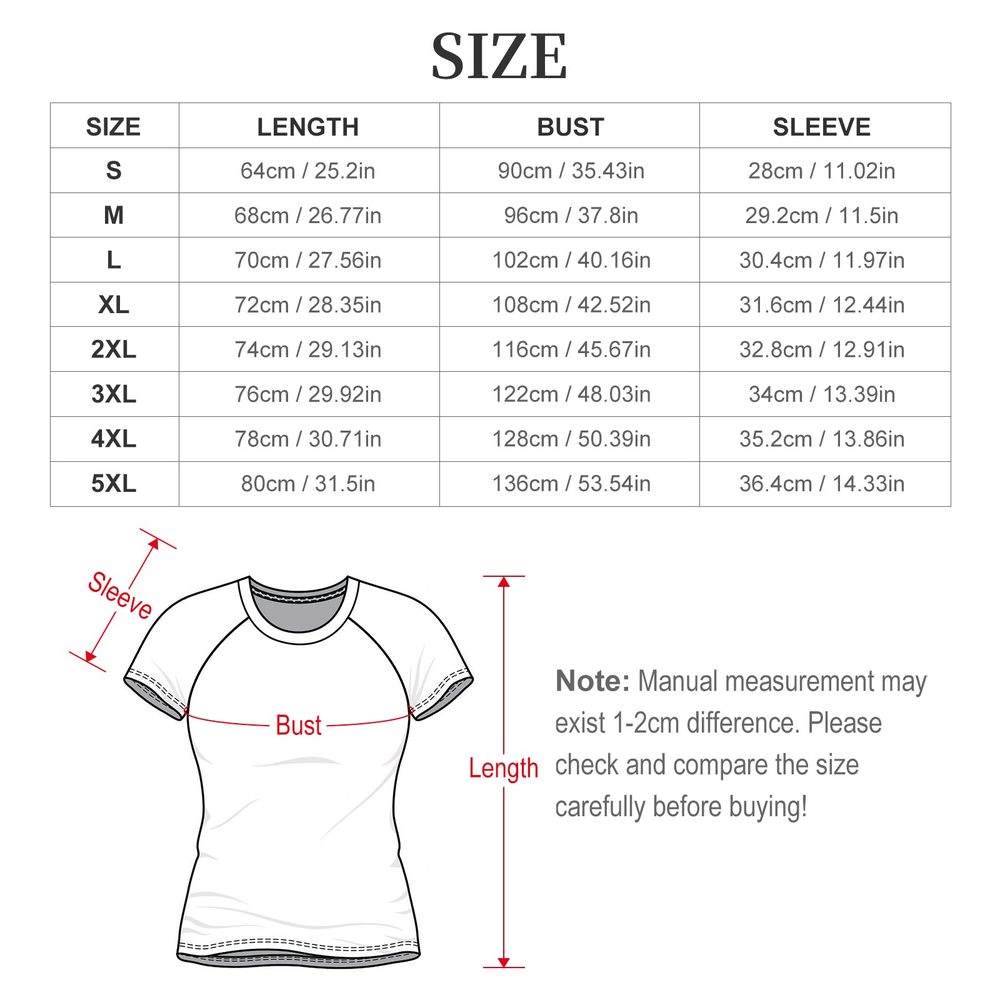 SIZE
SIZE LENGTH BUST SLEEVE
S 64cm / 25.2in 90cm / 35.43in 28cm / 11.02in
M 68cm / 26.77in 96cm / 37.8in 29.2cm / 11.5in
L 70cm / 27.56in 102cm / 40.16in 30.4cm / 11.97in
XL 72cm / 28.35in 108cm / 42.52in 31.6cm / 12.44in
2XL 74cm / 29.13in 116cm / 45.67in 32.8cm / 12.91in
3XL 76cm / 29.92in 122cm / 48.03in 34cm / 13.39in
4XL 78cm / 30.71in 128cm / 50.39in 35.2cm / 13.86in
5XL 80cm / 31.5in 136cm / 53.54in 36.4cm / 14.33in
Sleeve
Bust
Length
Note: Manual measurement may
exist 1-2cm difference. Please
check and compare the size
carefully before buying!